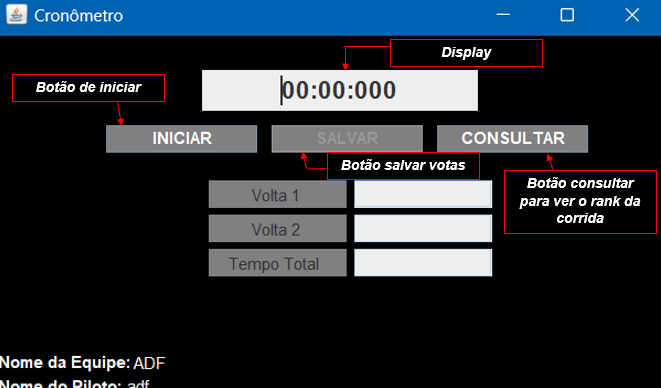 Cronômetro
Display
Botão de iniciar
00:00:000
INICIAR
SALVAR
CONSULTAR
Botão salvar votas
Botão consultar
para ver o rank da
corrida
Volta 1
Volta 2
Tempo Total
Nome da Equipe: ADF
Nome do Piloto: adf